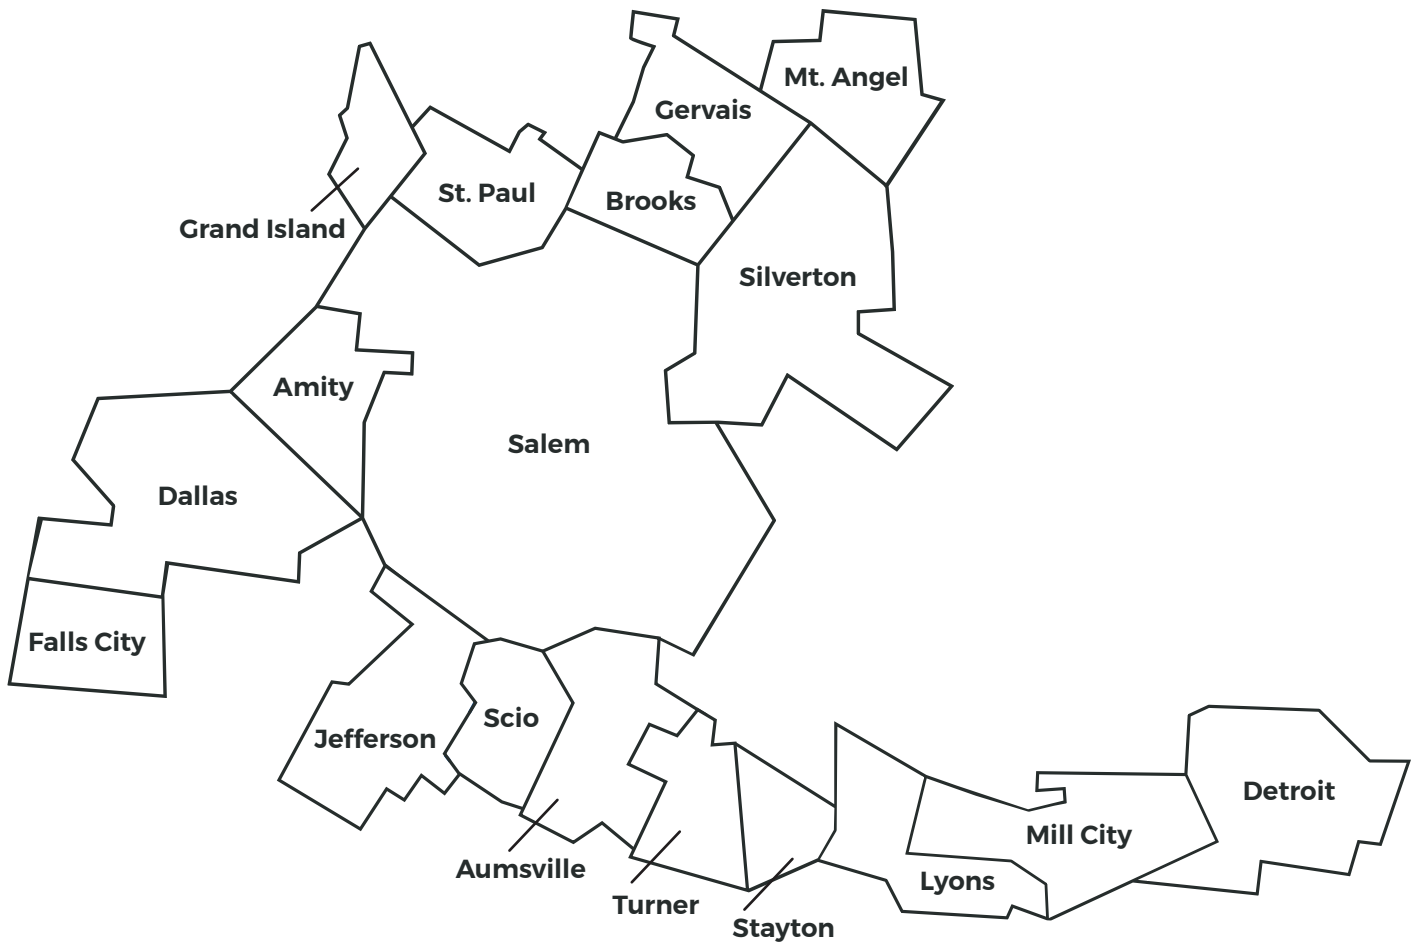 Mt. Angel
Gervais
St. Paul
Brooks
Grand Island
Silverton
Amity
Salem
Dallas
Falls City
Scio
Jefferson
Detroit
Mill City
Aumsville
Lyons
Turner
Stayton